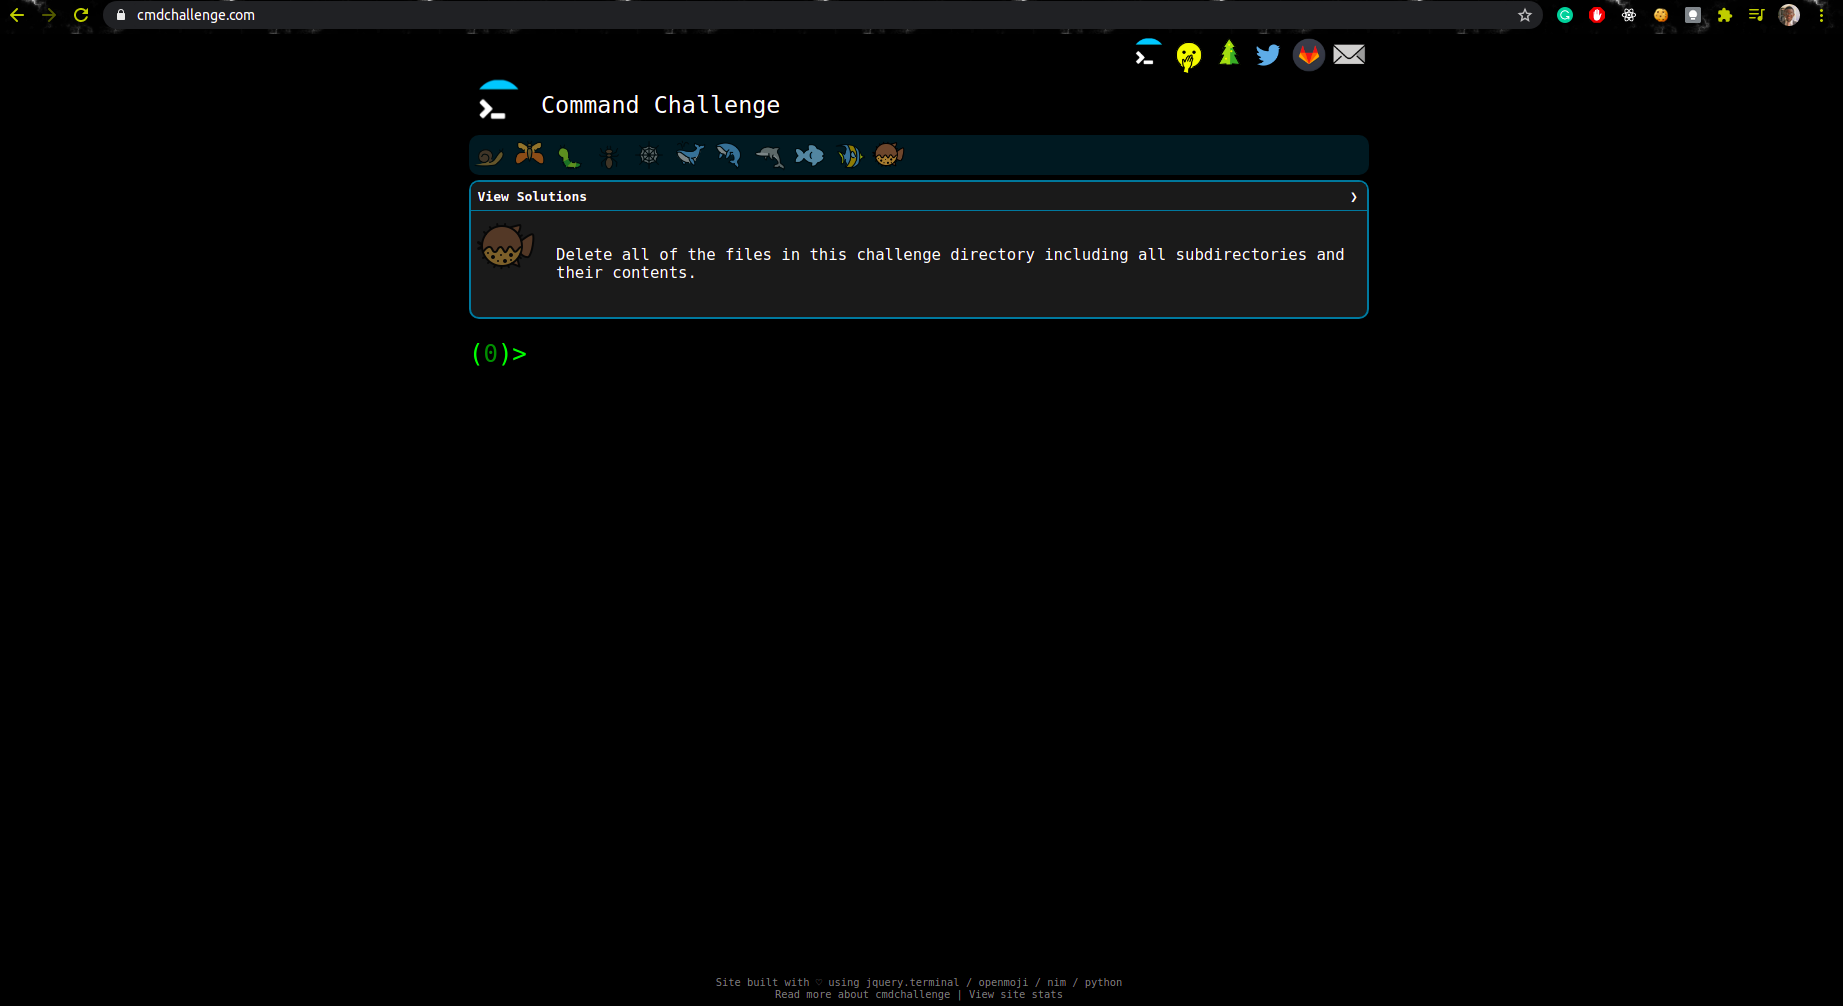 cmdchallenge.com
Command Challenge
View Solutions ❯
Delete all of the files in this challenge directory including all subdirectories and
their contents.
(0)>
Site built with ♡ using jquery.terminal / openmoji / nim / python
Read more about cmdchallenge | View site stats